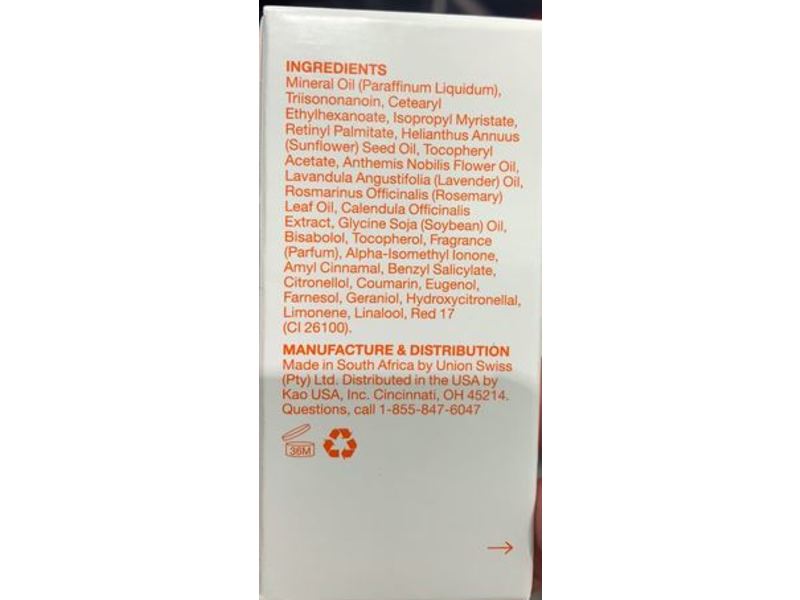 INGREDIENTS
Mineral Oil (Paraffinum Liquidum),
Triisononanoin, Cetearyl
Ethylhexanoate, Isopropyl Myristate,
Retinyl Palmitate, Helianthus Annuus
(Sunflower) Seed Oil, Tocopheryl
Acetate, Anthemis Nobilis Flower Oil,
Lavandula Angustifolia (Lavender) Oil,
Rosmarinus Officinalis (Rosemary)
Leaf Oil, Calendula Officinalis
Extract, Glycine Soja (Soybean) Oil,
Bisabolol, Tocopherol, Fragrance
(Parfum), Alpha-Isomethyl Ionone,
Amyl Cinnamal, Benzyl Salicylate,
Citronellol, Coumarin, Eugenol,
Farnesol, Geraniol, Hydroxycitronellal,
Limonene, Linalool, Red 17
(CI 26100).
MANUFACTURE & DISTRIBUTION
Made in South Africa by Union Swiss
(Pty) Ltd. Distributed in the USA by
Kao USA, Inc. Cincinnati, OH 45214.
Questions, call 1-855-847-6047
36M